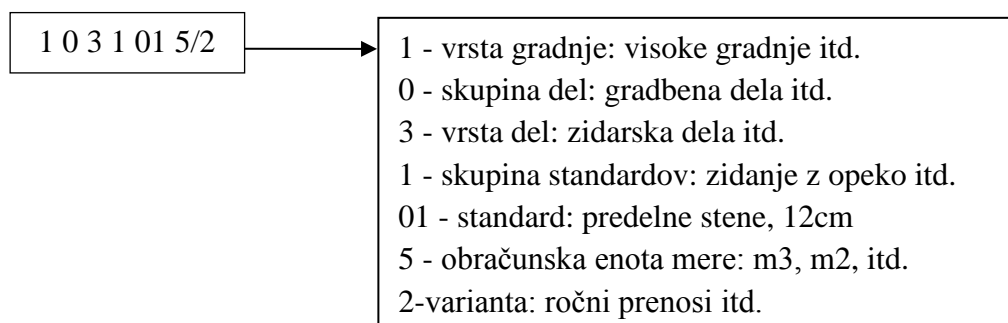 1 0 3 1 01 5/2
1 - vrsta gradnje: visoke gradnje itd.
0 - skupina del: gradbena dela itd.
3 - vrsta del: zidarska dela itd.
1 - skupina standardov: zidanje z opeko itd.
01 - standard: predelne stene, 12cm
5 - obračunska enota mere: m3, m2, itd.
2-varianta: ročni prenosi itd.